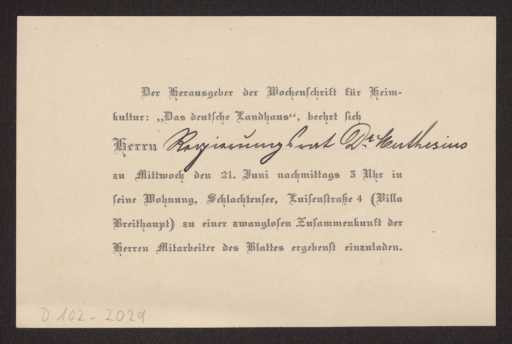 Der Herausgeber der Wochenschrift für Heim-
kultur: „Das deutsche Landhaus“, beehrt sich
Herrn Regierungsrat Dr. Muthesius
zu Mittwoch den 21. Juni nachmittags 5 Uhr in
seine Wohnung, Schlachtensee, Luisenstraße 4 (Villa
Breithaupt) zu einer zwanglosen Zusammenkunft der
Herren Mitarbeiter des Blattes ergebenst einzuladen.
D 102-2029